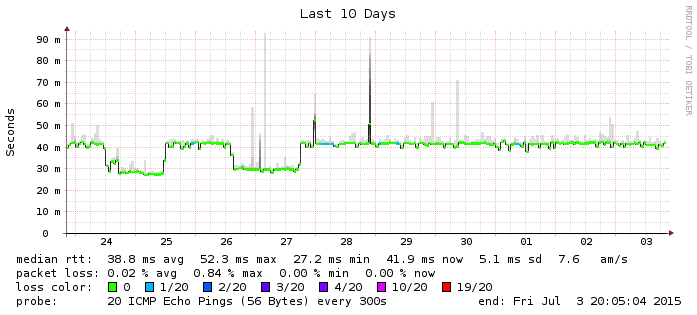 Last 10 Days
RRDTOOL / TOBI OETIKER
Seconds
90 m
80 m
70 m
60 m
50 m
40 m
30 m
20 m
10 m
0
24 25 26 27 28 29 30 01 02 03
median rtt: 38.8 ms avg 52.3 ms max 27.2 ms min 41.9 ms now 5.1 ms sd 7.6 am/s
packet loss: 0.02 % avg 0.84 % max 0.00 % min 0.00 % now
loss color: 0 1/20 2/20 3/20 4/20 10/20 19/20
probe: 20 ICMP Echo Pings (56 Bytes) every 300s end: Fri Jul 3 20:05:04 2015